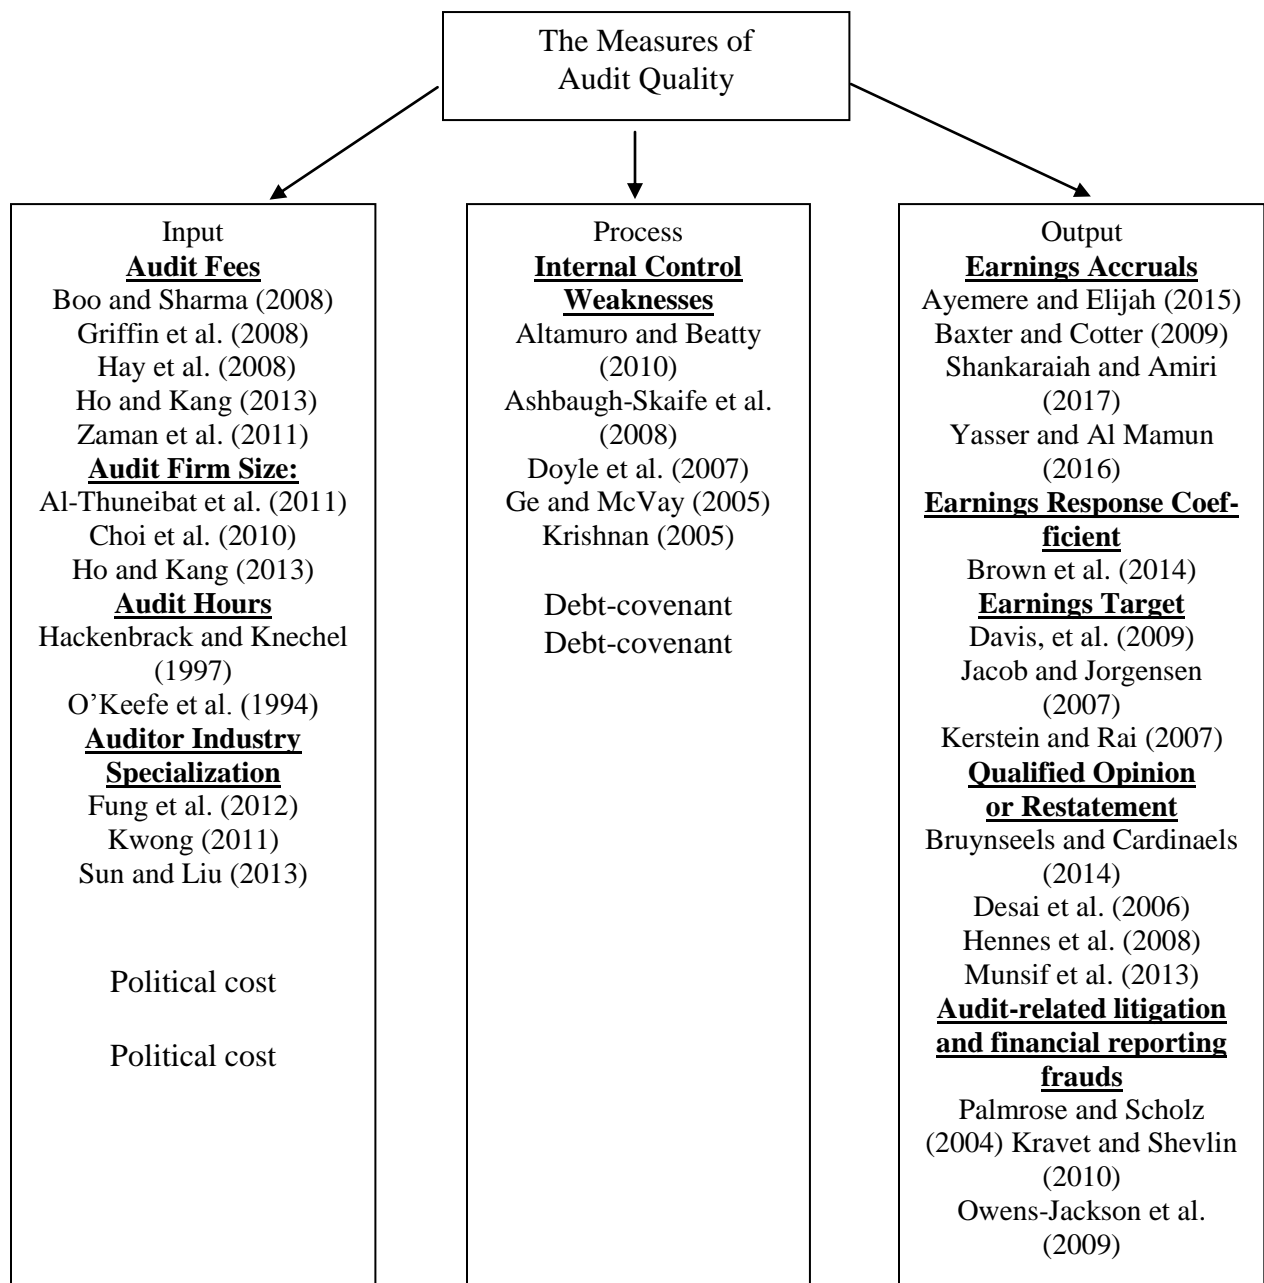 The Measures of
Audit Quality
Input
Audit Fees
Boo and Sharma (2008)
Griffin et al. (2008)
Hay et al. (2008)
Ho and Kang (2013)
Zaman et al. (2011)
Audit Firm Size:
Al-Thuneibat et al. (2011)
Choi et al. (2010)
Ho and Kang (2013)
Audit Hours
Hackenbrack and Knechel
(1997)
O’Keefe et al. (1994)
Auditor Industry
Specialization
Fung et al. (2012)
Kwong (2011)
Sun and Liu (2013)
Political cost
Political cost
Process
Internal Control
Weaknesses
Altamuro and Beatty
(2010)
Ashbaugh-Skaife et al.
(2008)
Doyle et al. (2007)
Ge and McVay (2005)
Krishnan (2005)
Debt-covenant
Debt-covenant
Output
Earnings Accruals
Ayemere and Elijah (2015)
Baxter and Cotter (2009)
Shankaraiah and Amiri
(2017)
Yasser and Al Mamun
(2016)
Earnings Response Coef-
ficient
Brown et al. (2014)
Earnings Target
Davis, et al. (2009)
Jacob and Jorgensen
(2007)
Kerstein and Rai (2007)
Qualified Opinion
or Restatement
Bruynseels and Cardinaels
(2014)
Desai et al. (2006)
Hennes et al. (2008)
Munsif et al. (2013)
Audit-related litigation
and financial reporting
frauds
Palmrose and Scholz
(2004) Kravet and Shevlin
(2010)
Owens-Jackson et al.
(2009)